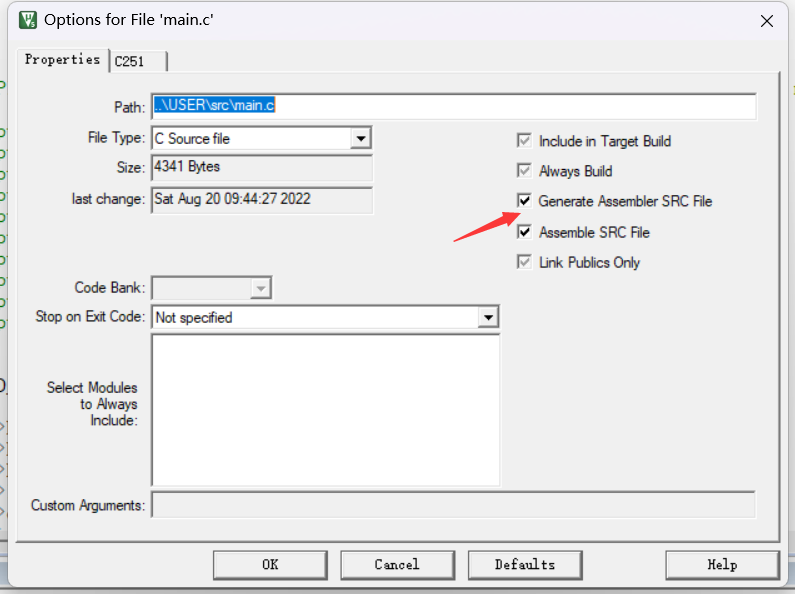 Options for File 'main.c'
Properties
C251
Path:
..\USER\src\main.c
File Type:
C Source file
Size:
4341 Bytes
last change:
Sat Aug 20 09:44:27 2022
Include in Target Build
Always Build
Generate Assembler SRC File
Assemble SRC File
Link Publics Only
Code Bank:
Stop on Exit Code:
Not specified
Select Modules
to Always
Include:
Custom Arguments:
OK
Cancel
Defaults
Help